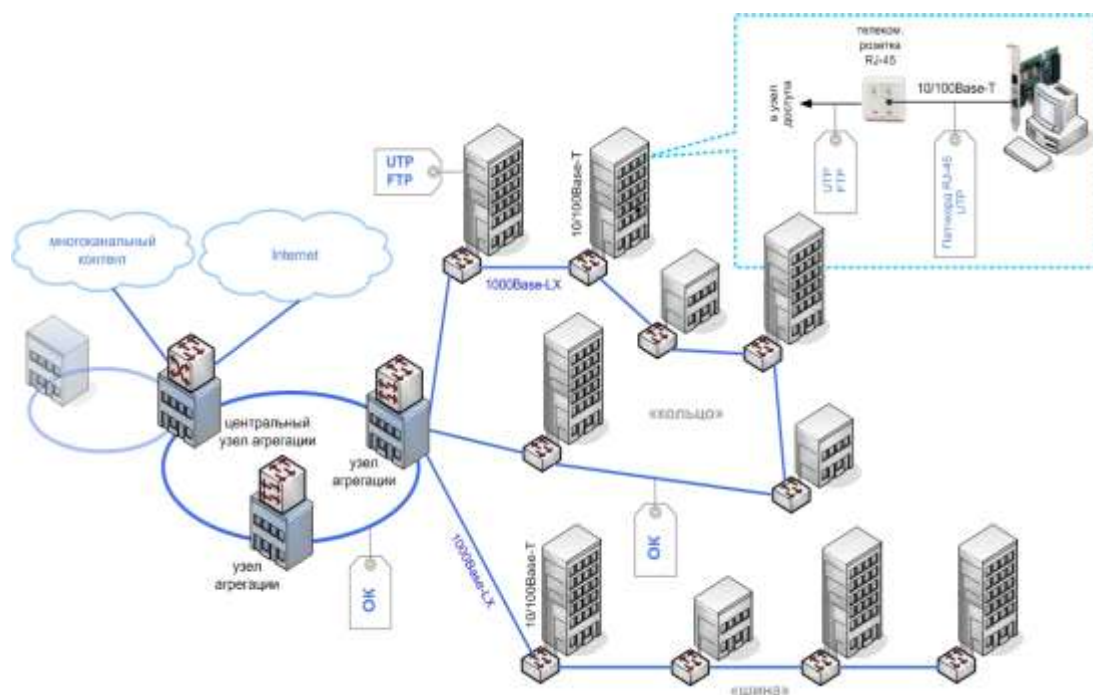 телеком.
розетка
RJ-45
10/100Base-T
в узел
доступа
UTP
FTP
Патчкорд RJ-45
UTP
UTP
FTP
10/100Base-T
многоканальный
контент
Internet
1000Base-LX
«кольцо»
центральный
узел агрегации
узел
агрегации
узел
агрегации
ОК
ОК
1000Base-LX
10/100Base-T
«шина»